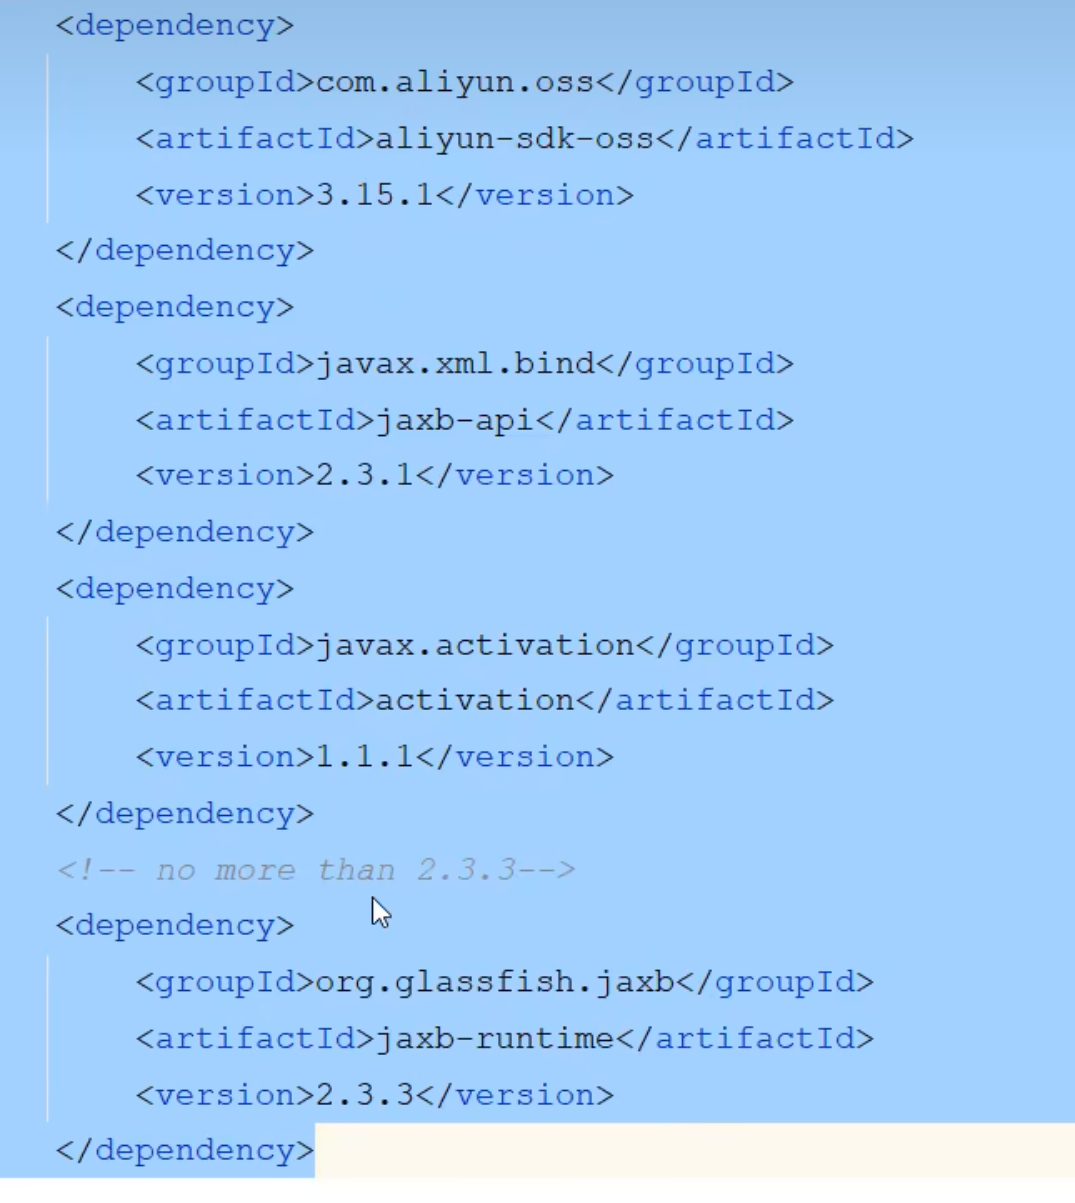 <dependency>
<groupId>com.aliyun.oss</groupId>
<artifactId>aliyun-sdk-oss</artifactId>
<version>3.15.1</version>
</dependency>
<dependency>
<groupId>javax.xml.bind</groupId>
<artifactId>jaxb-api</artifactId>
<version>2.3.1</version>
</dependency>
<dependency>
<groupId>javax.activation</groupId>
<artifactId>activation</artifactId>
<version>1.1.1</version>
</dependency>
<!-- no more than 2.3.3-->
<dependency>
<groupId>org.glassfish.jaxb</groupId>
<artifactId>jaxb-runtime</artifactId>
<version>2.3.3</version>
</dependency>